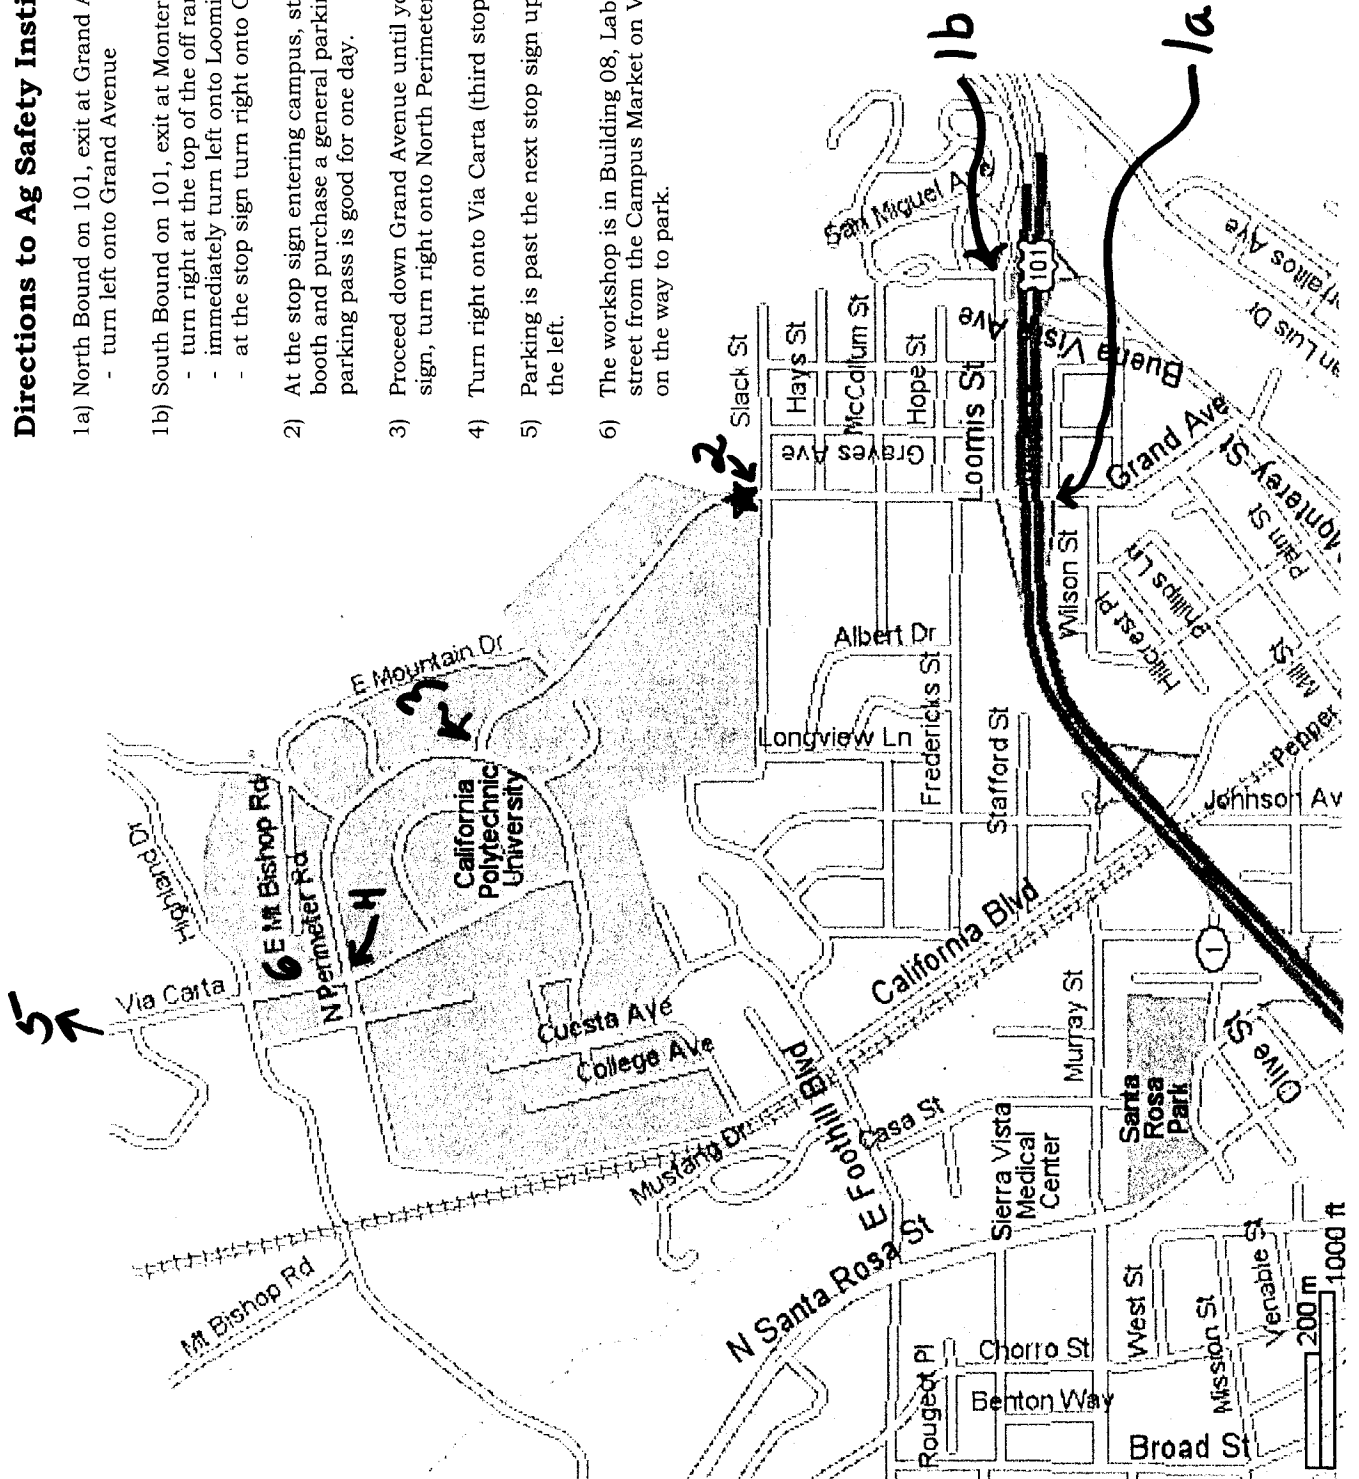 Directions to Ag Safety Insti
1a) North Bound on 101, exit at Grand A
- turn left onto Grand Avenue
1b) South Bound on 101, exit at Monter
- turn right at the top of the off ran
- immediately turn left onto Loomi
- at the stop sign turn right onto G
2) At the stop sign entering campus, st
booth and purchase a general parkin
parking pass is good for one day.
3) Proceed down Grand Avenue until yo
sign, turn right onto North Perimeter
4) Turn right onto Via Carta (third stop
5) Parking is past the next stop sign up
the left.
6) The workshop is in Building 08, Lab
street from the Campus Market on V
on the way to park.
5
Via Carta
Highland Dr
6 E Mt Bishop Rd
N Perimeter Rd
4
E Mountain Dr
3
California
Polytechnic
University
2
Slack St
Hays St
McCollum St
Hope St
Graves Ave
Loomis St
San Miguel Ave
1b
1a
101
Buena Vista Ave
Grand Ave
Monterey St
Palm St
Mill St
Phillips Ln
Hillcrest Pl
Wilson St
Albert Dr
Fredericks St
Longview Ln
Stafford St
Pepper
Johnson Av
an Luis Dr
Ave
California Blvd
1
Murray St
Santa
Rosa
Park
Olive S
Cuesta Ave
College Ave
Mustang Dr
E Foothill Blvd
Casa St
Sierra Vista
Medical
Center
Mt Bishop Rd
N Santa Rosa St
Rougeot Pl
Chorro St
Benton Way
West St
Mission St
Venable St
Broad St
200 m
1000 ft